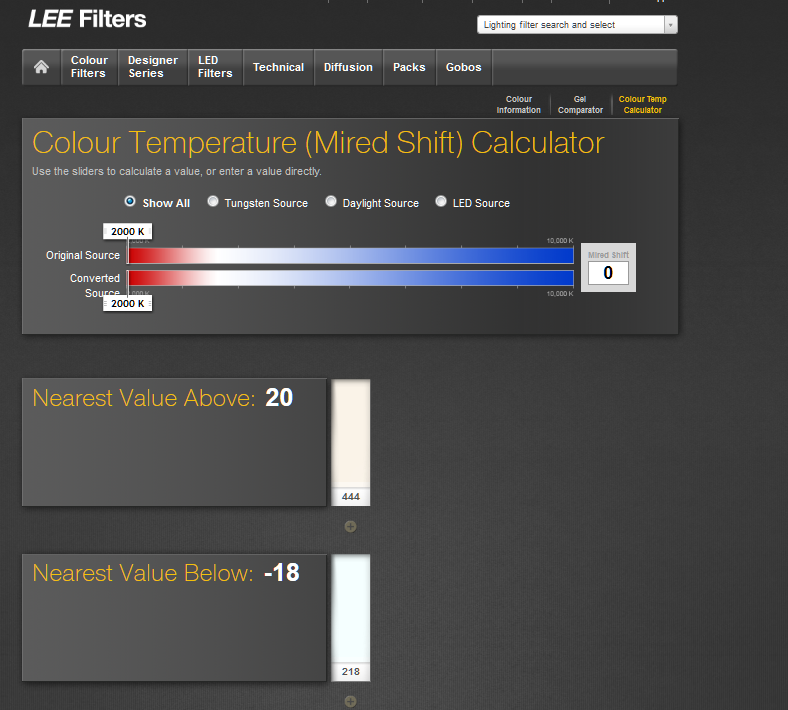 LEE Filters
Lighting filter search and select
Colour Filters
Designer Series
LED Filters
Technical
Diffusion
Packs
Gobos
Colour Information
Gel Comparator
Colour Temp Calculator
Colour Temperature (Mired Shift) Calculator
Use the sliders to calculate a value, or enter a value directly.
Show All
Tungsten Source
Daylight Source
LED Source
2000 K
10,000 K
Original Source
Mired Shift
0
Converted Source
2000 K
10,000 K
Nearest Value Above: 20
444
Nearest Value Below: -18
218